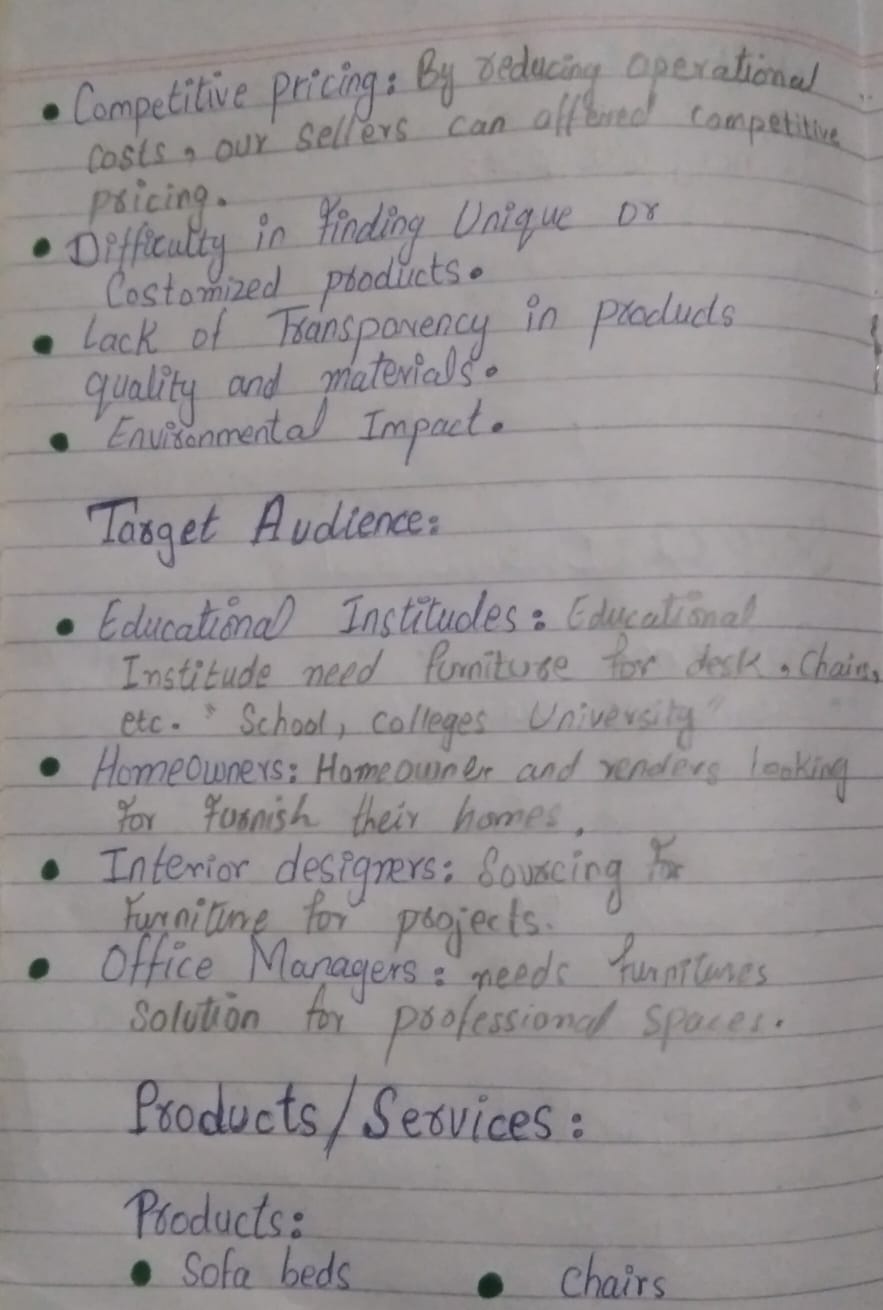 • Competitive pricing: By reducing operational
costs, our sellers can affered competitive
pricing.
• Difficulty in finding Unique or
Costomized products.
• Lack of Transparency in produds
quality and materials.
• Environmental Impact.
Target Audience:
• Educational Institudes: Educational
Institude need furniture for desk, Chairs,
etc. "School, colleges University"
• Homeowners: Homeowner and renders looking
for furnish their homes.
• Interior designers: Sourcing for
furniture for projects.
• Office Managers: needs furnitures
solution for professional spaces.
Products/Services:
Products:
• Sofa beds • Chairs